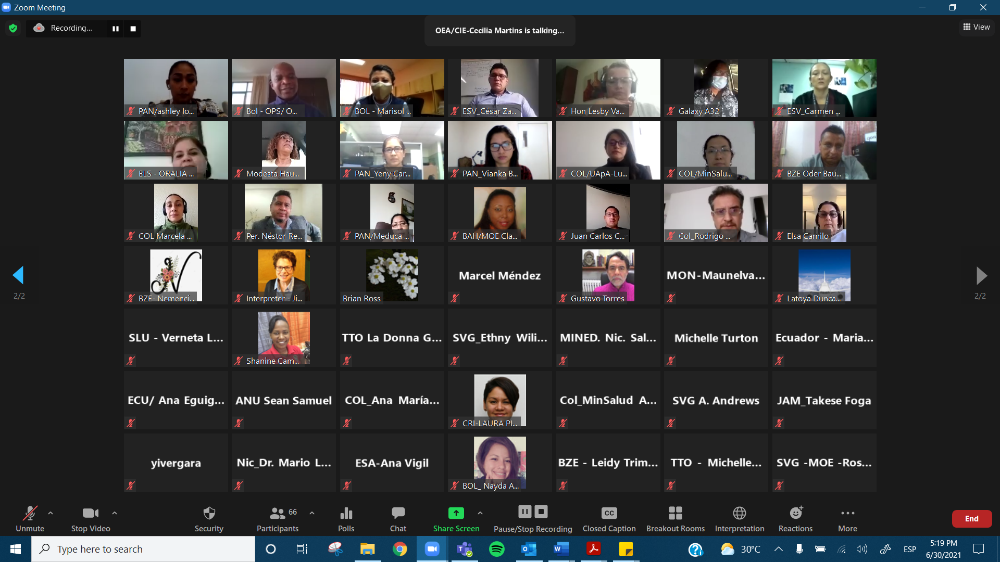 Zoom Meeting
Recording...
OEA/CIE-Cecilia Martins is talking...
View
PAN/ashley lo...
Bol - OPS/ O...
BOL - Marisol ...
ESV_César Za...
Hon Lesby Va...
Galaxy A32
ESV_Carmen ...
ELS - ORALIA ...
Modesta Hau...
PAN_Yeny Car...
PAN_Vianka B...
COL/UApA-Lu...
COL/MinSalu...
BZE Oder Bau...
COL Marcela ...
Per. Néstor Re...
PAN/Meduca ...
BAH/MOE Cla...
Juan Carlos C...
Col_Rodrigo ...
Elsa Camilo
BZE- Nemenci...
Interpreter - Ji...
Brian Ross
Marcel Méndez
Gustavo Torres
MON-Maunelva...
Latoya Dunca...
SLU - Verneta L...
Shanine Cam...
TTO La Donna G...
SVG_Ethny Wili...
MINED. Nic. Sal...
Michelle Turton
Ecuador - Maria...
ECU/ Ana Eguig...
ANU Sean Samuel
COL_Ana María...
CRI-LAURA PI...
Col_MinSalud A...
SVG A. Andrews
JAM_Takese Foga
yivergara
Nic_Dr. Mario L...
ESA-Ana Vigil
BOL_ Nayda A...
BZE - Leidy Trim...
TTO - Michelle...
SVG -MOE -Ros...
2/2
2/2
Unmute
Stop Video
Security
Participants
66
Polls
Chat
Share Screen
Pause/Stop Recording
CC
Closed Caption
Breakout Rooms
Interpretation
Reactions
More
End
Type here to search
30°C
ESP
5:19 PM
6/30/2021